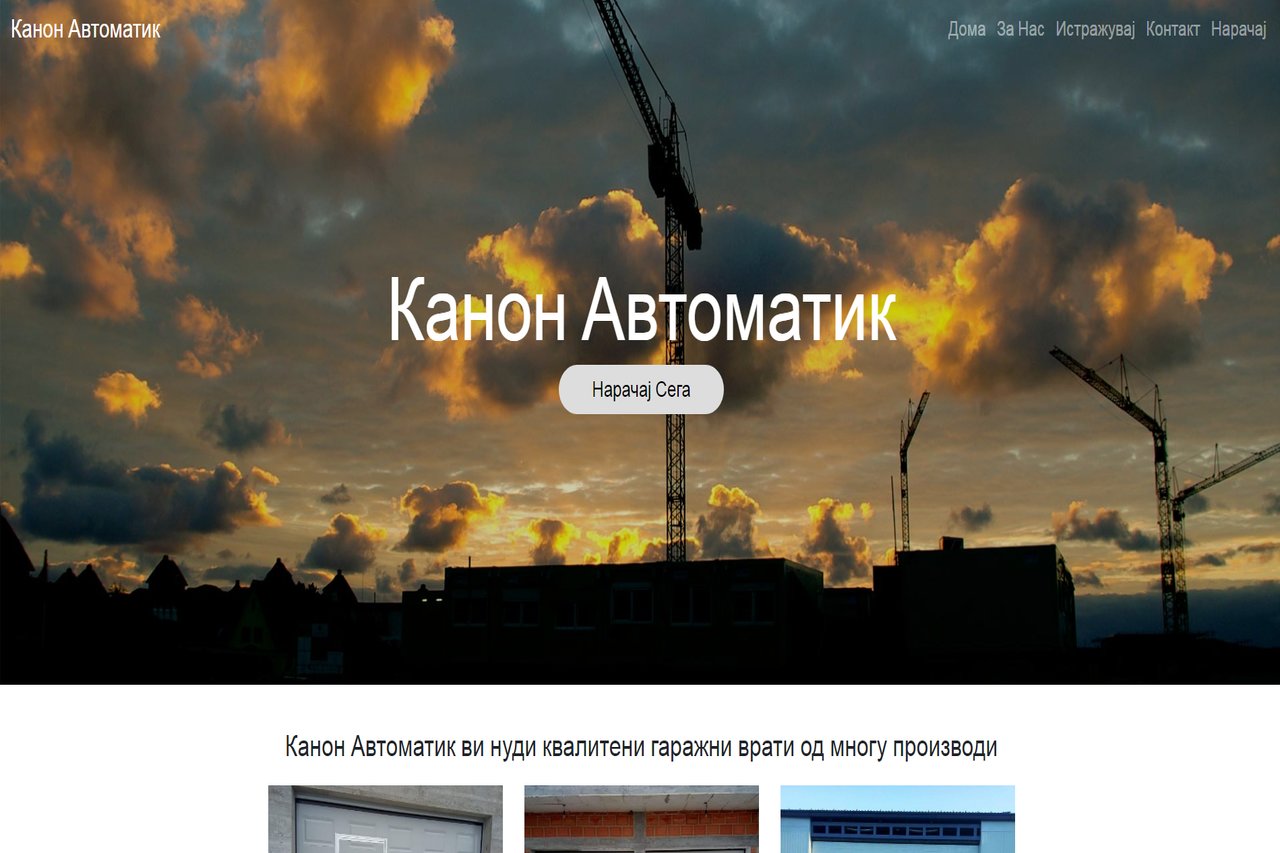 Канон Автоматик
Дома За Нас Истражувај Контакт Нарачај
Канон Автоматик
Нарачај Сега
Канон Автоматик ви нуди квалитени гаражни врати од многу производи